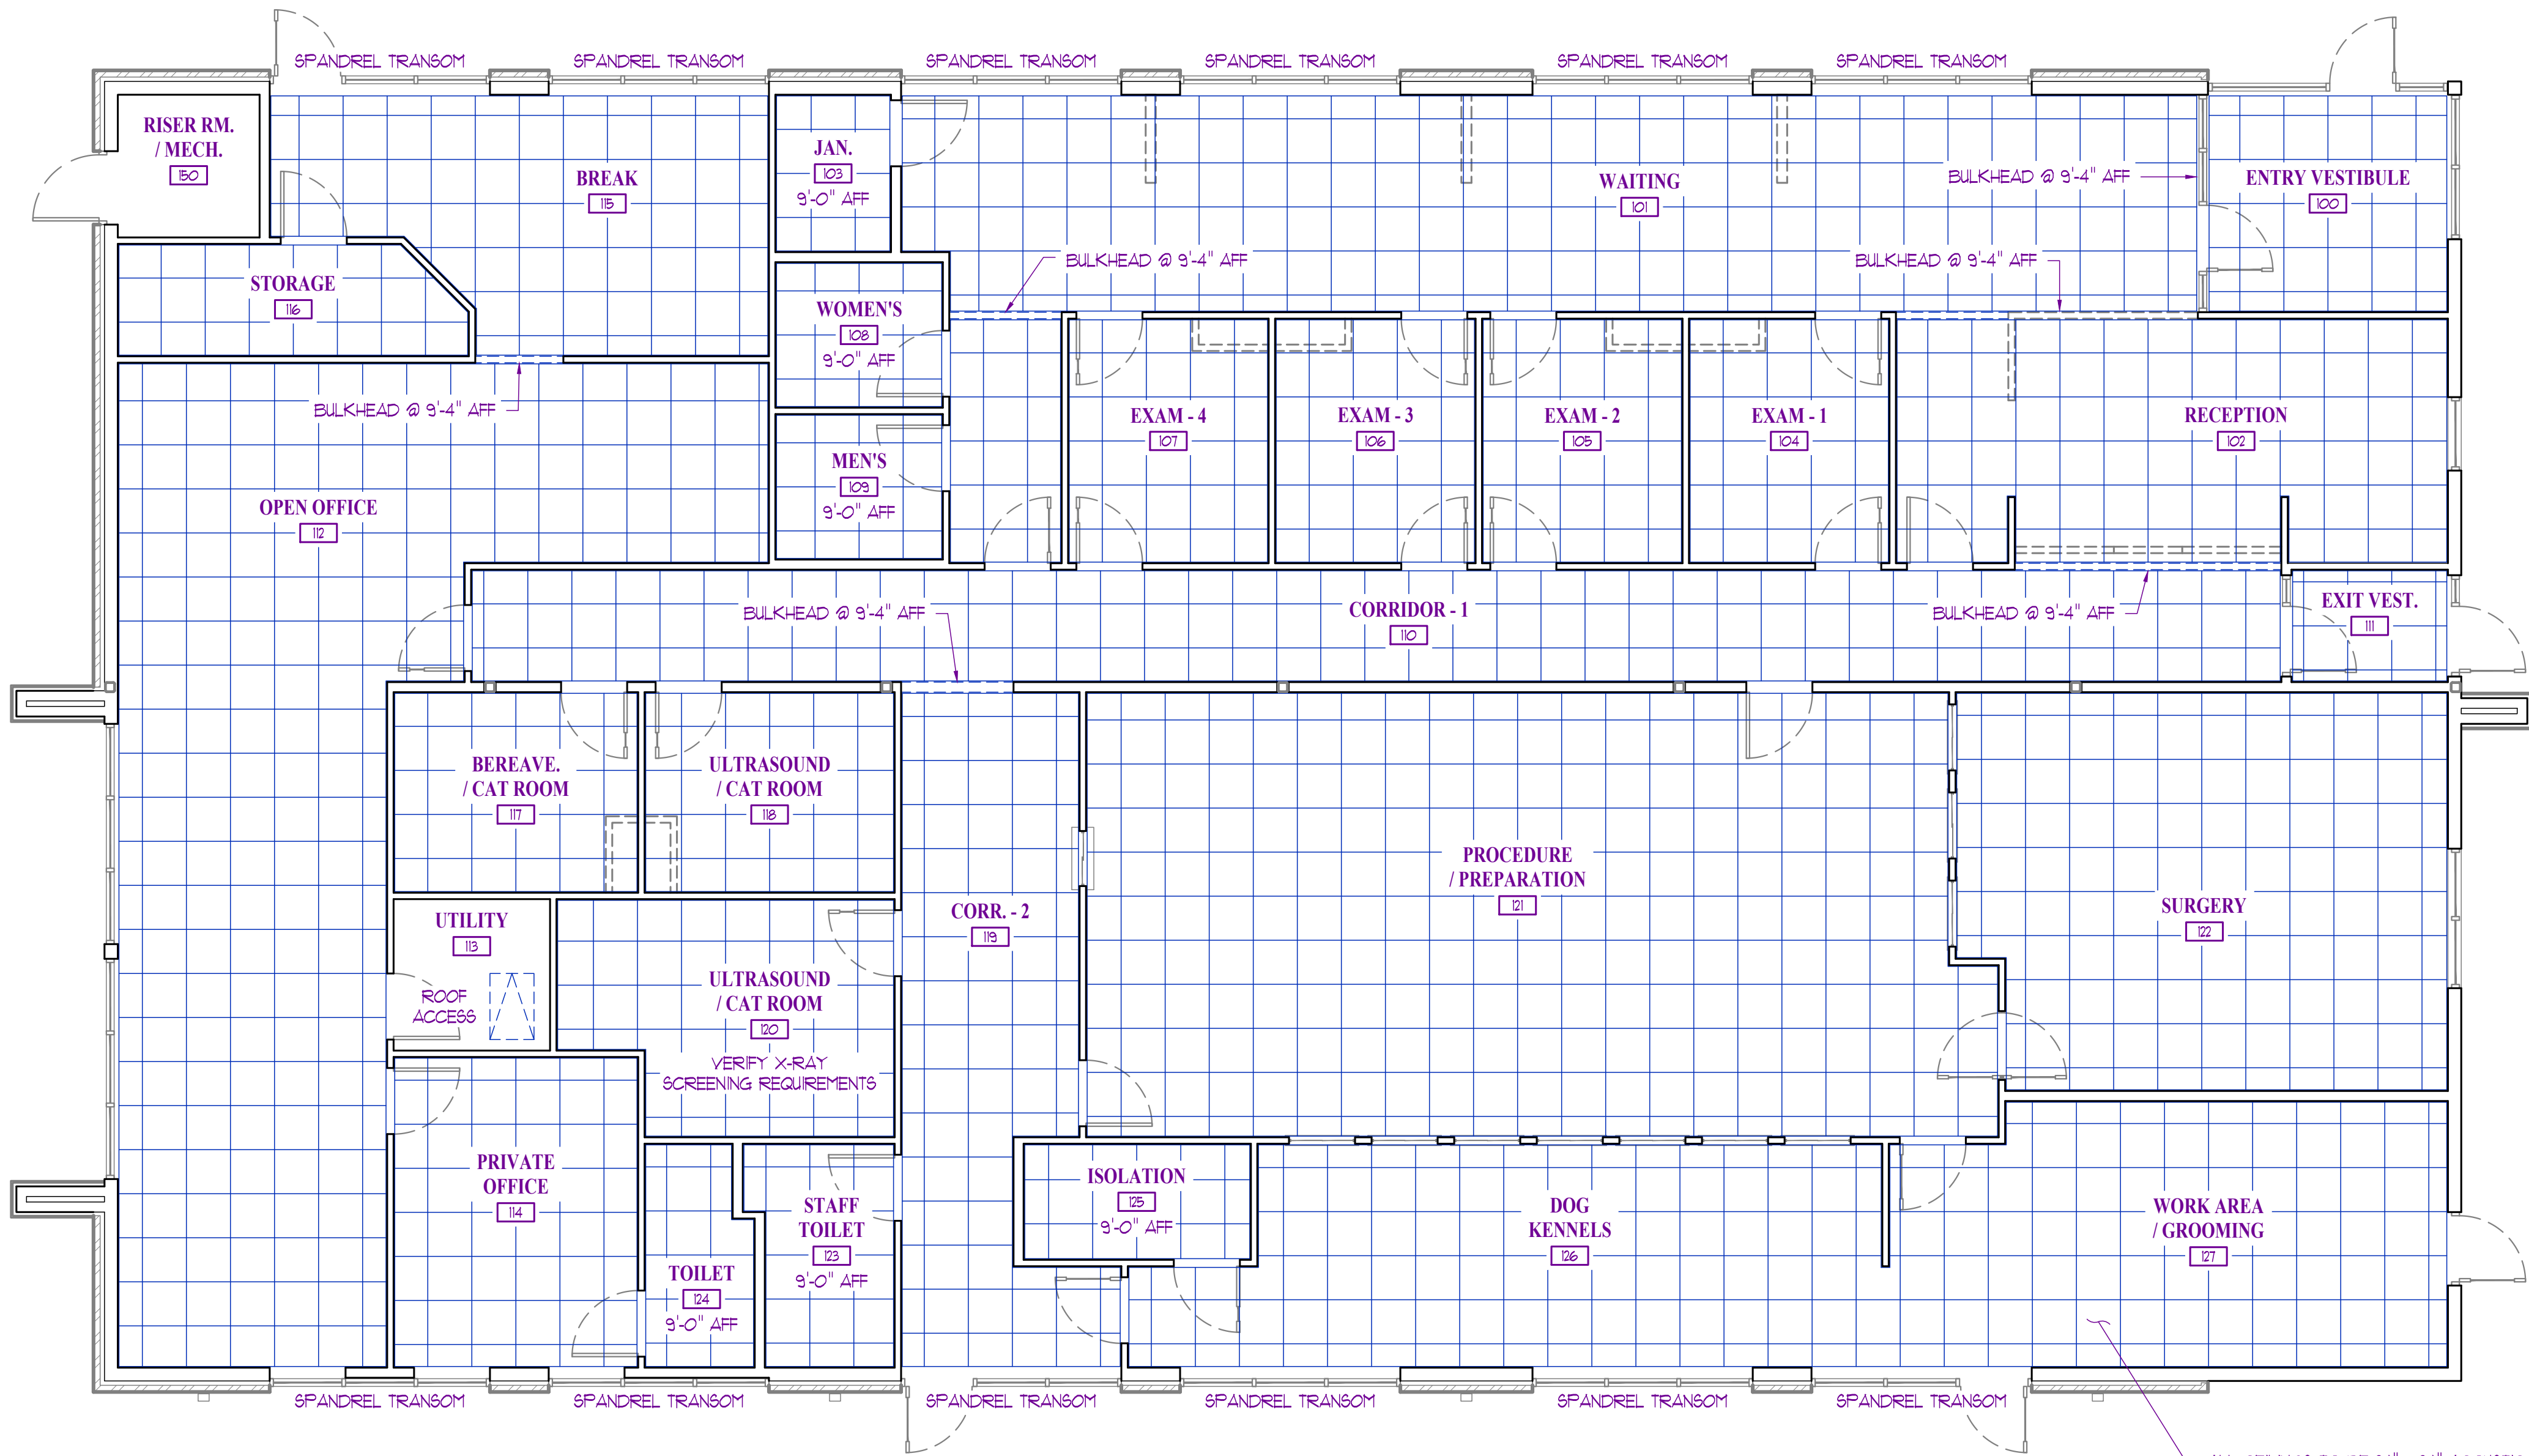 SPANDREL TRANSOM
SPANDREL TRANSOM
SPANDREL TRANSOM
SPANDREL TRANSOM
SPANDREL TRANSOM
SPANDREL TRANSOM
RISER RM.
/ MECH.
150
BREAK
115
JAN.
103
9'-0" AFF
WAITING
101
BULKHEAD @ 9'-4" AFF
ENTRY VESTIBULE
100
BULKHEAD @ 9'-4" AFF
BULKHEAD @ 9'-4" AFF
STORAGE
116
WOMEN'S
108
9'-0" AFF
BULKHEAD @ 9'-4" AFF
EXAM - 4
107
EXAM - 3
106
EXAM - 2
105
EXAM - 1
104
RECEPTION
102
MEN'S
109
9'-0" AFF
OPEN OFFICE
112
BULKHEAD @ 9'-4" AFF
CORRIDOR - 1
110
BULKHEAD @ 9'-4" AFF
EXIT VEST.
111
BEREAVE.
/ CAT ROOM
117
ULTRASOUND
/ CAT ROOM
118
PROCEDURE
/ PREPARATION
121
SURGERY
122
UTILITY
113
ROOF
ACCESS
CORR. - 2
119
ULTRASOUND
/ CAT ROOM
120
VERIFY X-RAY
SCREENING REQUIREMENTS
PRIVATE
OFFICE
114
STAFF
TOILET
123
9'-0" AFF
TOILET
124
9'-0" AFF
ISOLATION
125
9'-0" AFF
DOG
KENNELS
126
WORK AREA
/ GROOMING
127
SPANDREL TRANSOM
SPANDREL TRANSOM
SPANDREL TRANSOM
SPANDREL TRANSOM
SPANDREL TRANSOM
SPANDREL TRANSOM